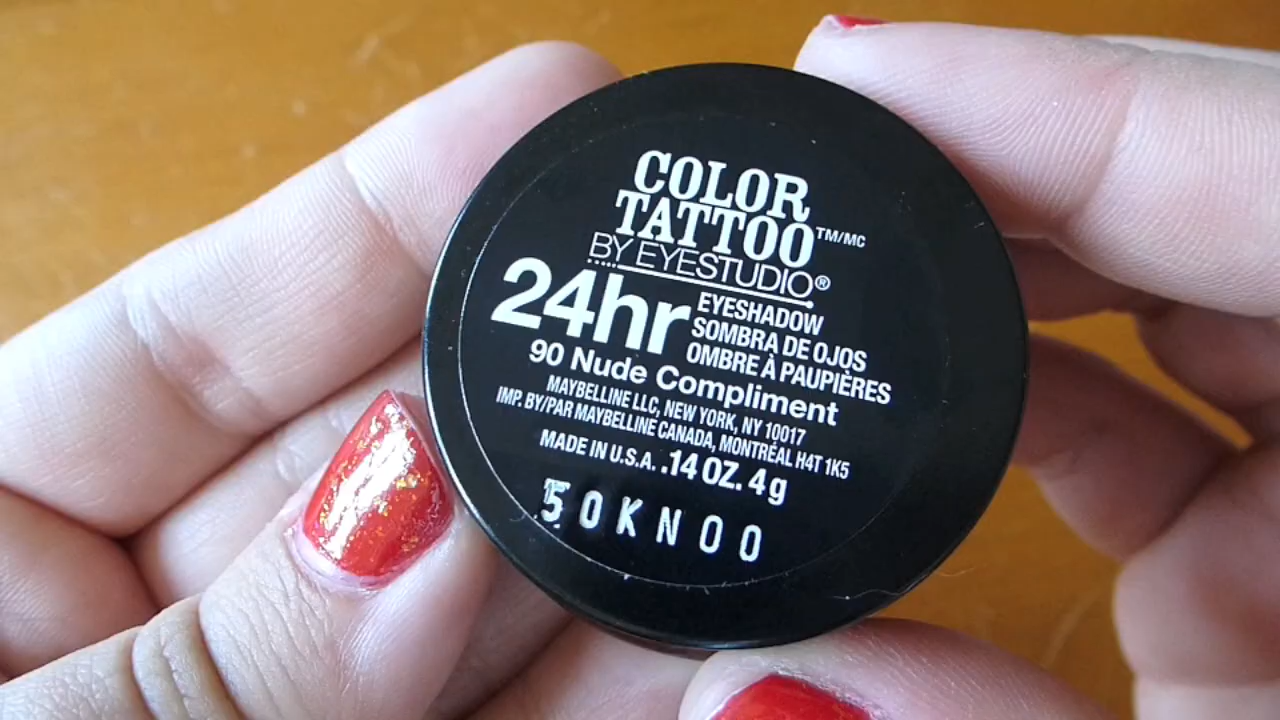 COLOR
TATTOO™/MC
BY EYESTUDIO®
24hr
EYESHADOW
SOMBRA DE OJOS
OMBRE À PAUPIÈRES
90 Nude Compliment
MAYBELLINE LLC, NEW YORK, NY 10017
IMP. BY/PAR MAYBELLINE CANADA, MONTRÉAL H4T 1K5
MADE IN U.S.A. .14 OZ. 4 g
50KN00